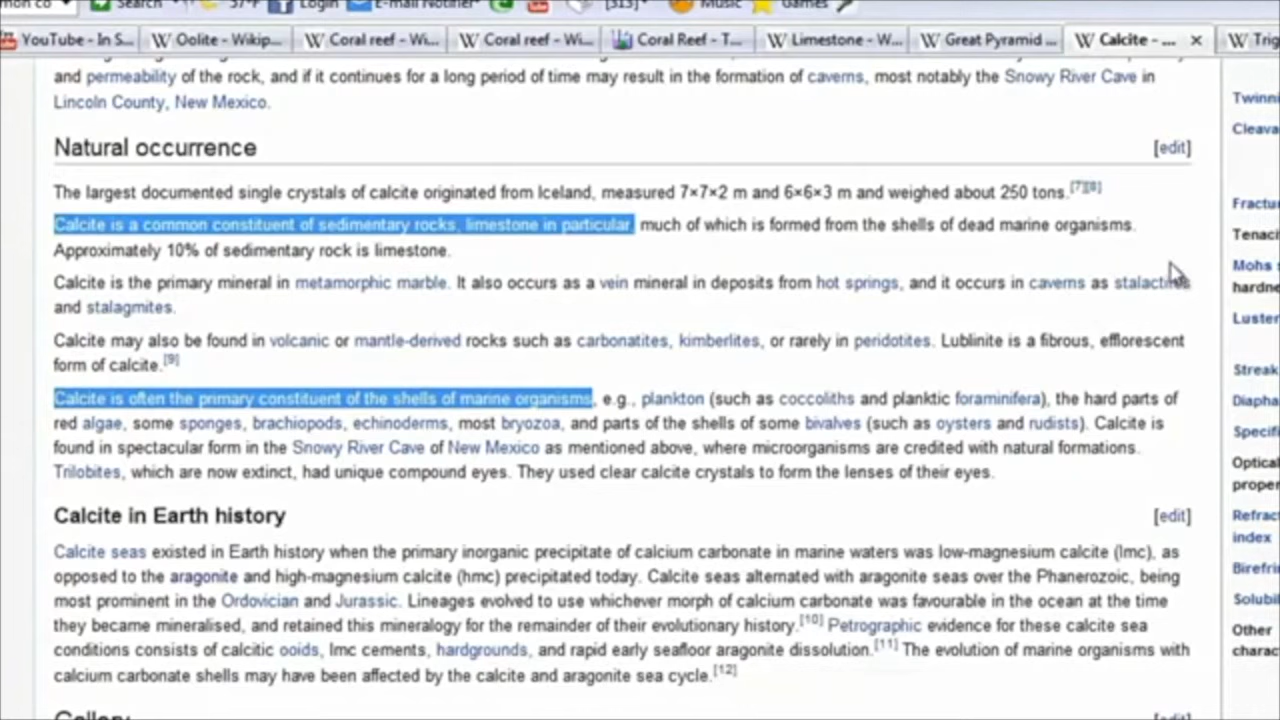 Search
37°F
Login
E-mail Notifier
[313]
Music
Games
YouTube - In S...
Oolite - Wikip...
Coral reef - Wi...
Coral reef - Wi...
Coral Reef - T...
Limestone - W...
Great Pyramid ...
Calcite - ...
and permeability of the rock, and if it continues for a long period of time may result in the formation of caverns, most notably the Snowy River Cave in
Lincoln County, New Mexico.
Natural occurrence
[edit]
The largest documented single crystals of calcite originated from Iceland, measured 7×7×2 m and 6×6×3 m and weighed about 250 tons.[7][8]
Calcite is a common constituent of sedimentary rocks, limestone in particular, much of which is formed from the shells of dead marine organisms.
Approximately 10% of sedimentary rock is limestone.
Calcite is the primary mineral in metamorphic marble. It also occurs as a vein mineral in deposits from hot springs, and it occurs in caverns as stalactites
and stalagmites.
Calcite may also be found in volcanic or mantle-derived rocks such as carbonatites, kimberlites, or rarely in peridotites. Lublinite is a fibrous, efflorescent
form of calcite.[9]
Calcite is often the primary constituent of the shells of marine organisms, e.g., plankton (such as coccoliths and planktic foraminifera), the hard parts of
red algae, some sponges, brachiopods, echinoderms, most bryozoa, and parts of the shells of some bivalves (such as oysters and rudists). Calcite is
found in spectacular form in the Snowy River Cave of New Mexico as mentioned above, where microorganisms are credited with natural formations.
Trilobites, which are now extinct, had unique compound eyes. They used clear calcite crystals to form the lenses of their eyes.
Calcite in Earth history
[edit]
Calcite seas existed in Earth history when the primary inorganic precipitate of calcium carbonate in marine waters was low-magnesium calcite (lmc), as
opposed to the aragonite and high-magnesium calcite (hmc) precipitated today. Calcite seas alternated with aragonite seas over the Phanerozoic, being
most prominent in the Ordovician and Jurassic. Lineages evolved to use whichever morph of calcium carbonate was favourable in the ocean at the time
they became mineralised, and retained this mineralogy for the remainder of their evolutionary history.[10] Petrographic evidence for these calcite sea
conditions consists of calcitic ooids, lmc cements, hardgrounds, and rapid early seafloor aragonite dissolution.[11] The evolution of marine organisms with
calcium carbonate shells may have been affected by the calcite and aragonite sea cycle.[12]
Gallery
[edit]
Twinni
Cleava
Fractu
Tenaci
Mohs s
hardne
Luster
Streak
Diapha
Specifi
Optical
proper
Refrac
index
Birefri
Solubil
Other
charac